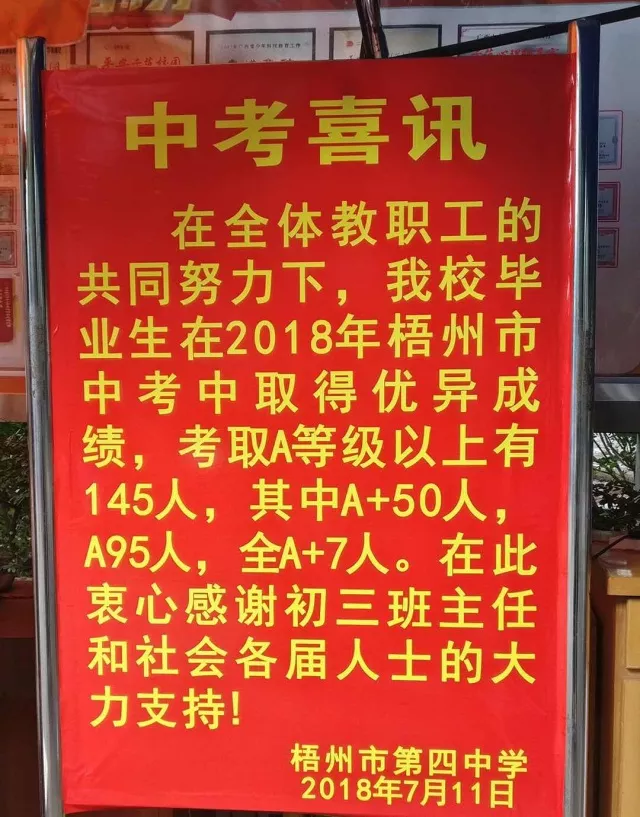 中考喜讯
在全体教职工的
共同努力下，我校毕
业生在2018年梧州市
中考中取得优异成
绩，考取A等级以上有
145人，其中A+50人，
A95人，全A+7人。在此
衷心感谢初三班主任
和社会各届人士的大
力支持!
梧州市第四中学
2018年7月11日